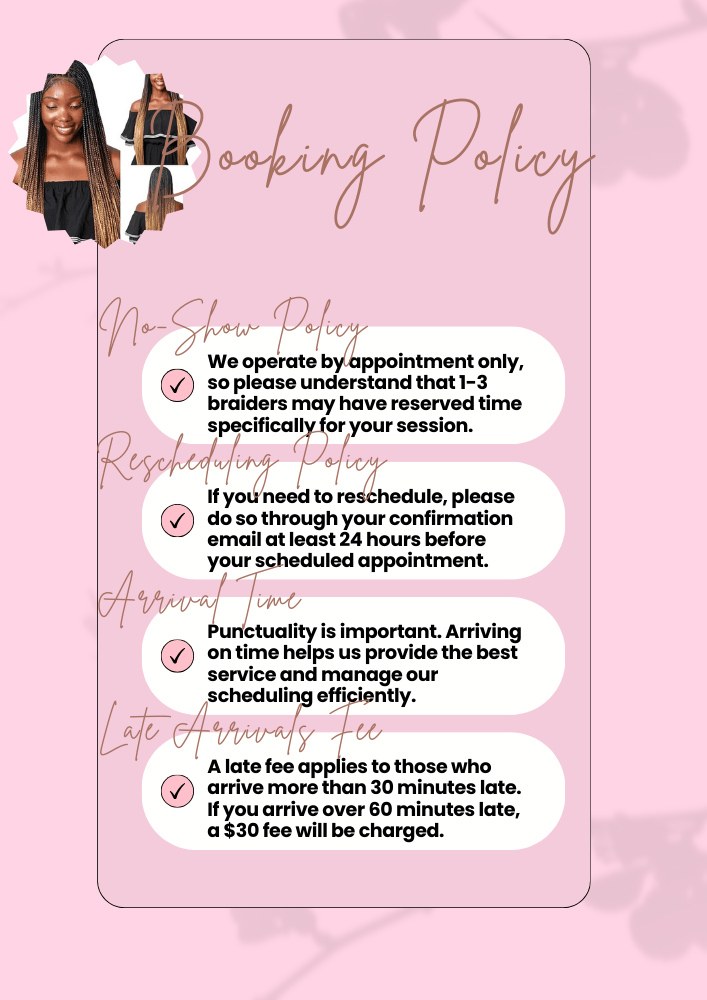 Booking Policy
No-Show Policy
We operate by appointment only,
so please understand that 1-3
braiders may have reserved time
specifically for your session.
Rescheduling Policy
If you need to reschedule, please
do so through your confirmation
email at least 24 hours before
your scheduled appointment.
Arrival Time
Punctuality is important. Arriving
on time helps us provide the best
service and manage our
scheduling efficiently.
Late Arrivals Fee
A late fee applies to those who
arrive more than 30 minutes late.
If you arrive over 60 minutes late,
a $30 fee will be charged.